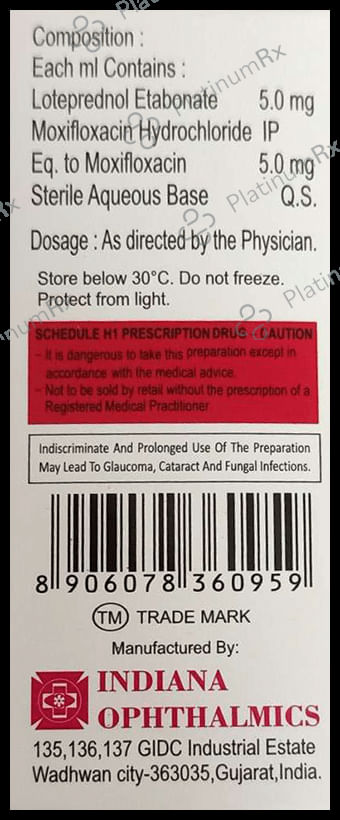 Composition :
Each ml Contains :
Loteprednol Etabonate 5.0 mg
Moxifloxacin Hydrochloride IP
Eq. to Moxifloxacin 5.0 mg
Sterile Aqueous Base Q.S.
Dosage : As directed by the Physician.
Store below 30°C. Do not freeze.
Protect from light.
SCHEDULE H1 PRESCRIPTION DRUG - CAUTION
- It is dangerous to take this preparation except in
accordance with the medical advice.
- Not to be sold by retail without the prescription of a
Registered Medical Practitioner
Indiscriminate And Prolonged Use Of The Preparation
May Lead To Glaucoma, Cataract And Fungal Infections.
8 906078 360959
TM TRADE MARK
Manufactured By:
INDIANA
OPHTHALMICS
135,136,137 GIDC Industrial Estate
Wadhwan city-363035,Gujarat,India.
PlatinumRx
PlatinumRx
PlatinumRx